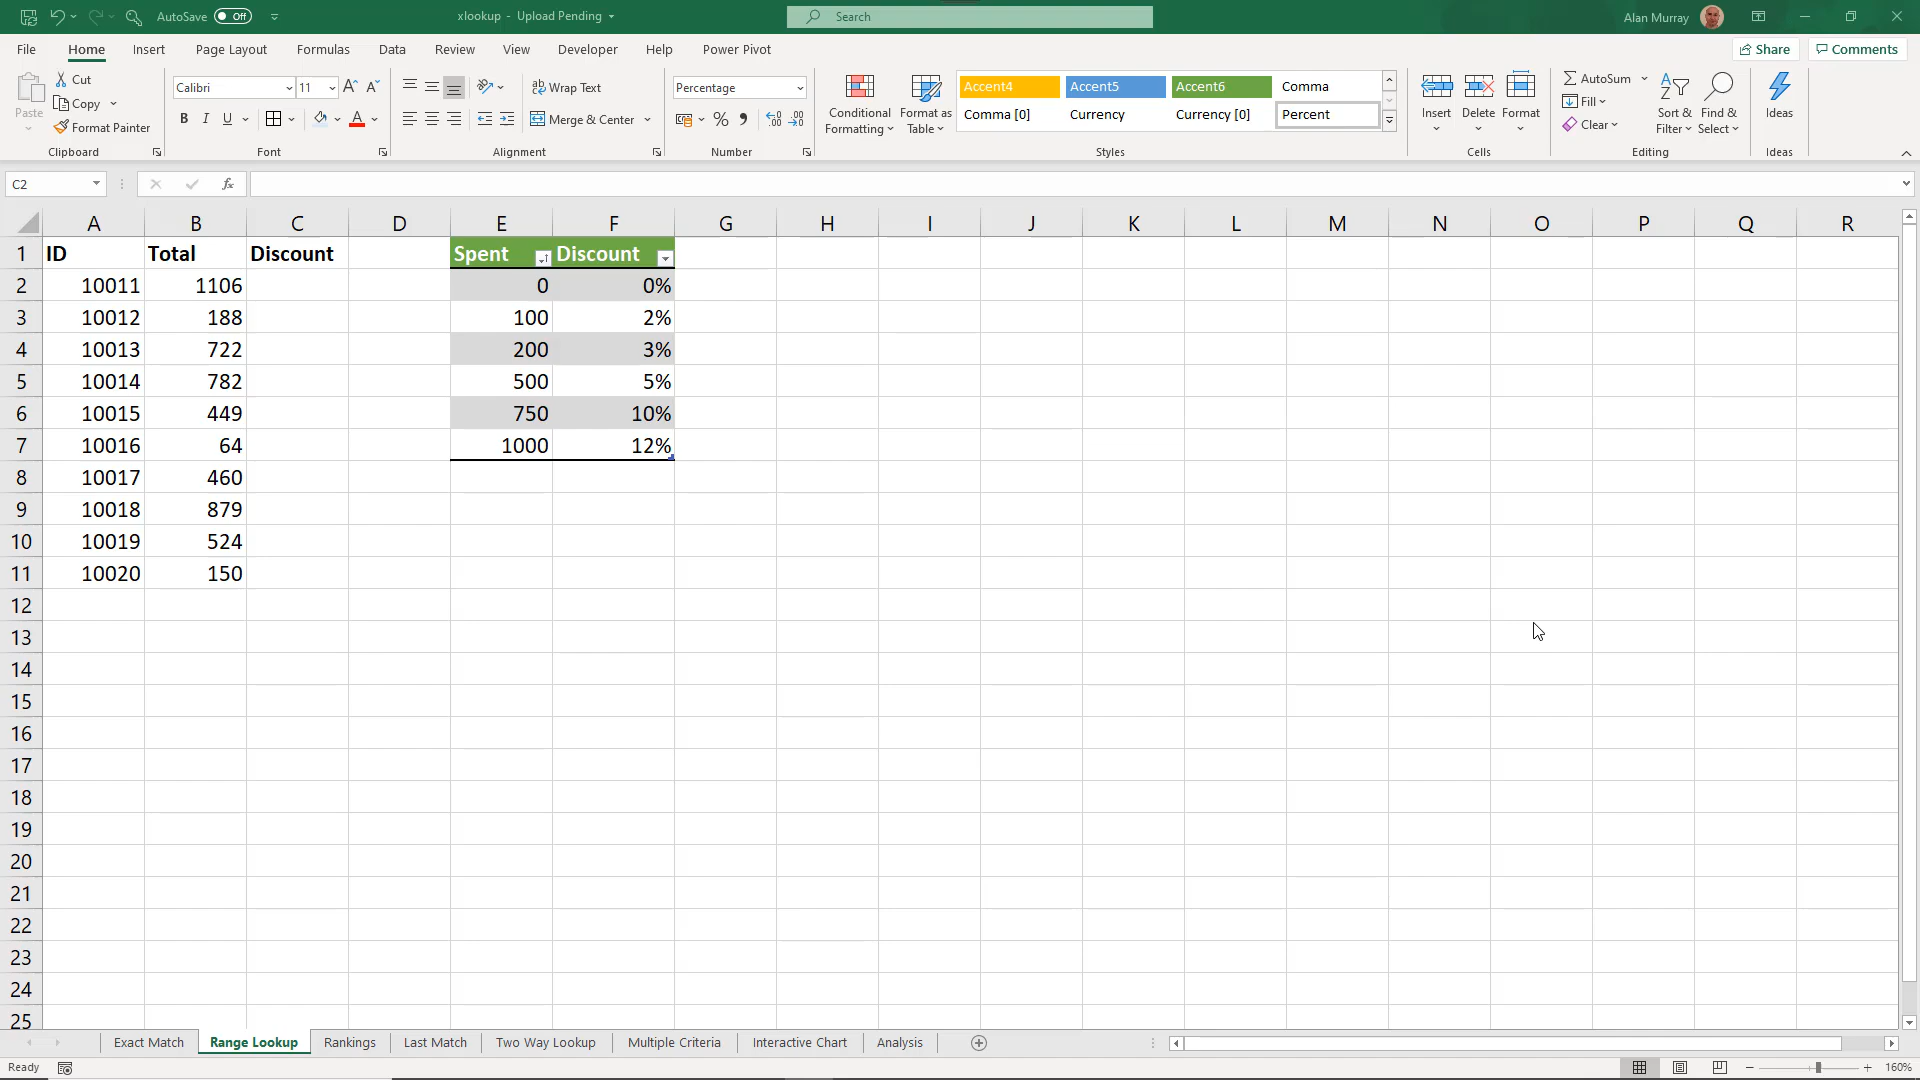 AutoSave Off xlookup - Upload Pending Search Alan Murray
File Home Insert Page Layout Formulas Data Review View Developer Help Power Pivot Share Comments
Paste Cut Copy Format Painter Clipboard
Calibri 11 A A B I U A Font
Wrap Text Merge & Center Alignment
Percentage % Number
Conditional Formatting Format as Table Accent4 Accent5 Accent6 Comma
Comma [0] Currency Currency [0] Percent Styles
Insert Delete Format Cells
AutoSum Fill Clear Sort & Filter Find & Select Editing
Ideas Ideas
C2 fx
A B C D E F G H I J K L M N O P Q R
1 ID Total Discount Spent Discount
2 10011 1106 0 0%
3 10012 188 100 2%
4 10013 722 200 3%
5 10014 782 500 5%
6 10015 449 750 10%
7 10016 64 1000 12%
8 10017 460
9 10018 879
10 10019 524
11 10020 150
12
13
14
15
16
17
18
19
20
21
22
23
24
25
Exact Match Range Lookup Rankings Last Match Two Way Lookup Multiple Criteria Interactive Chart Analysis
Ready 160%